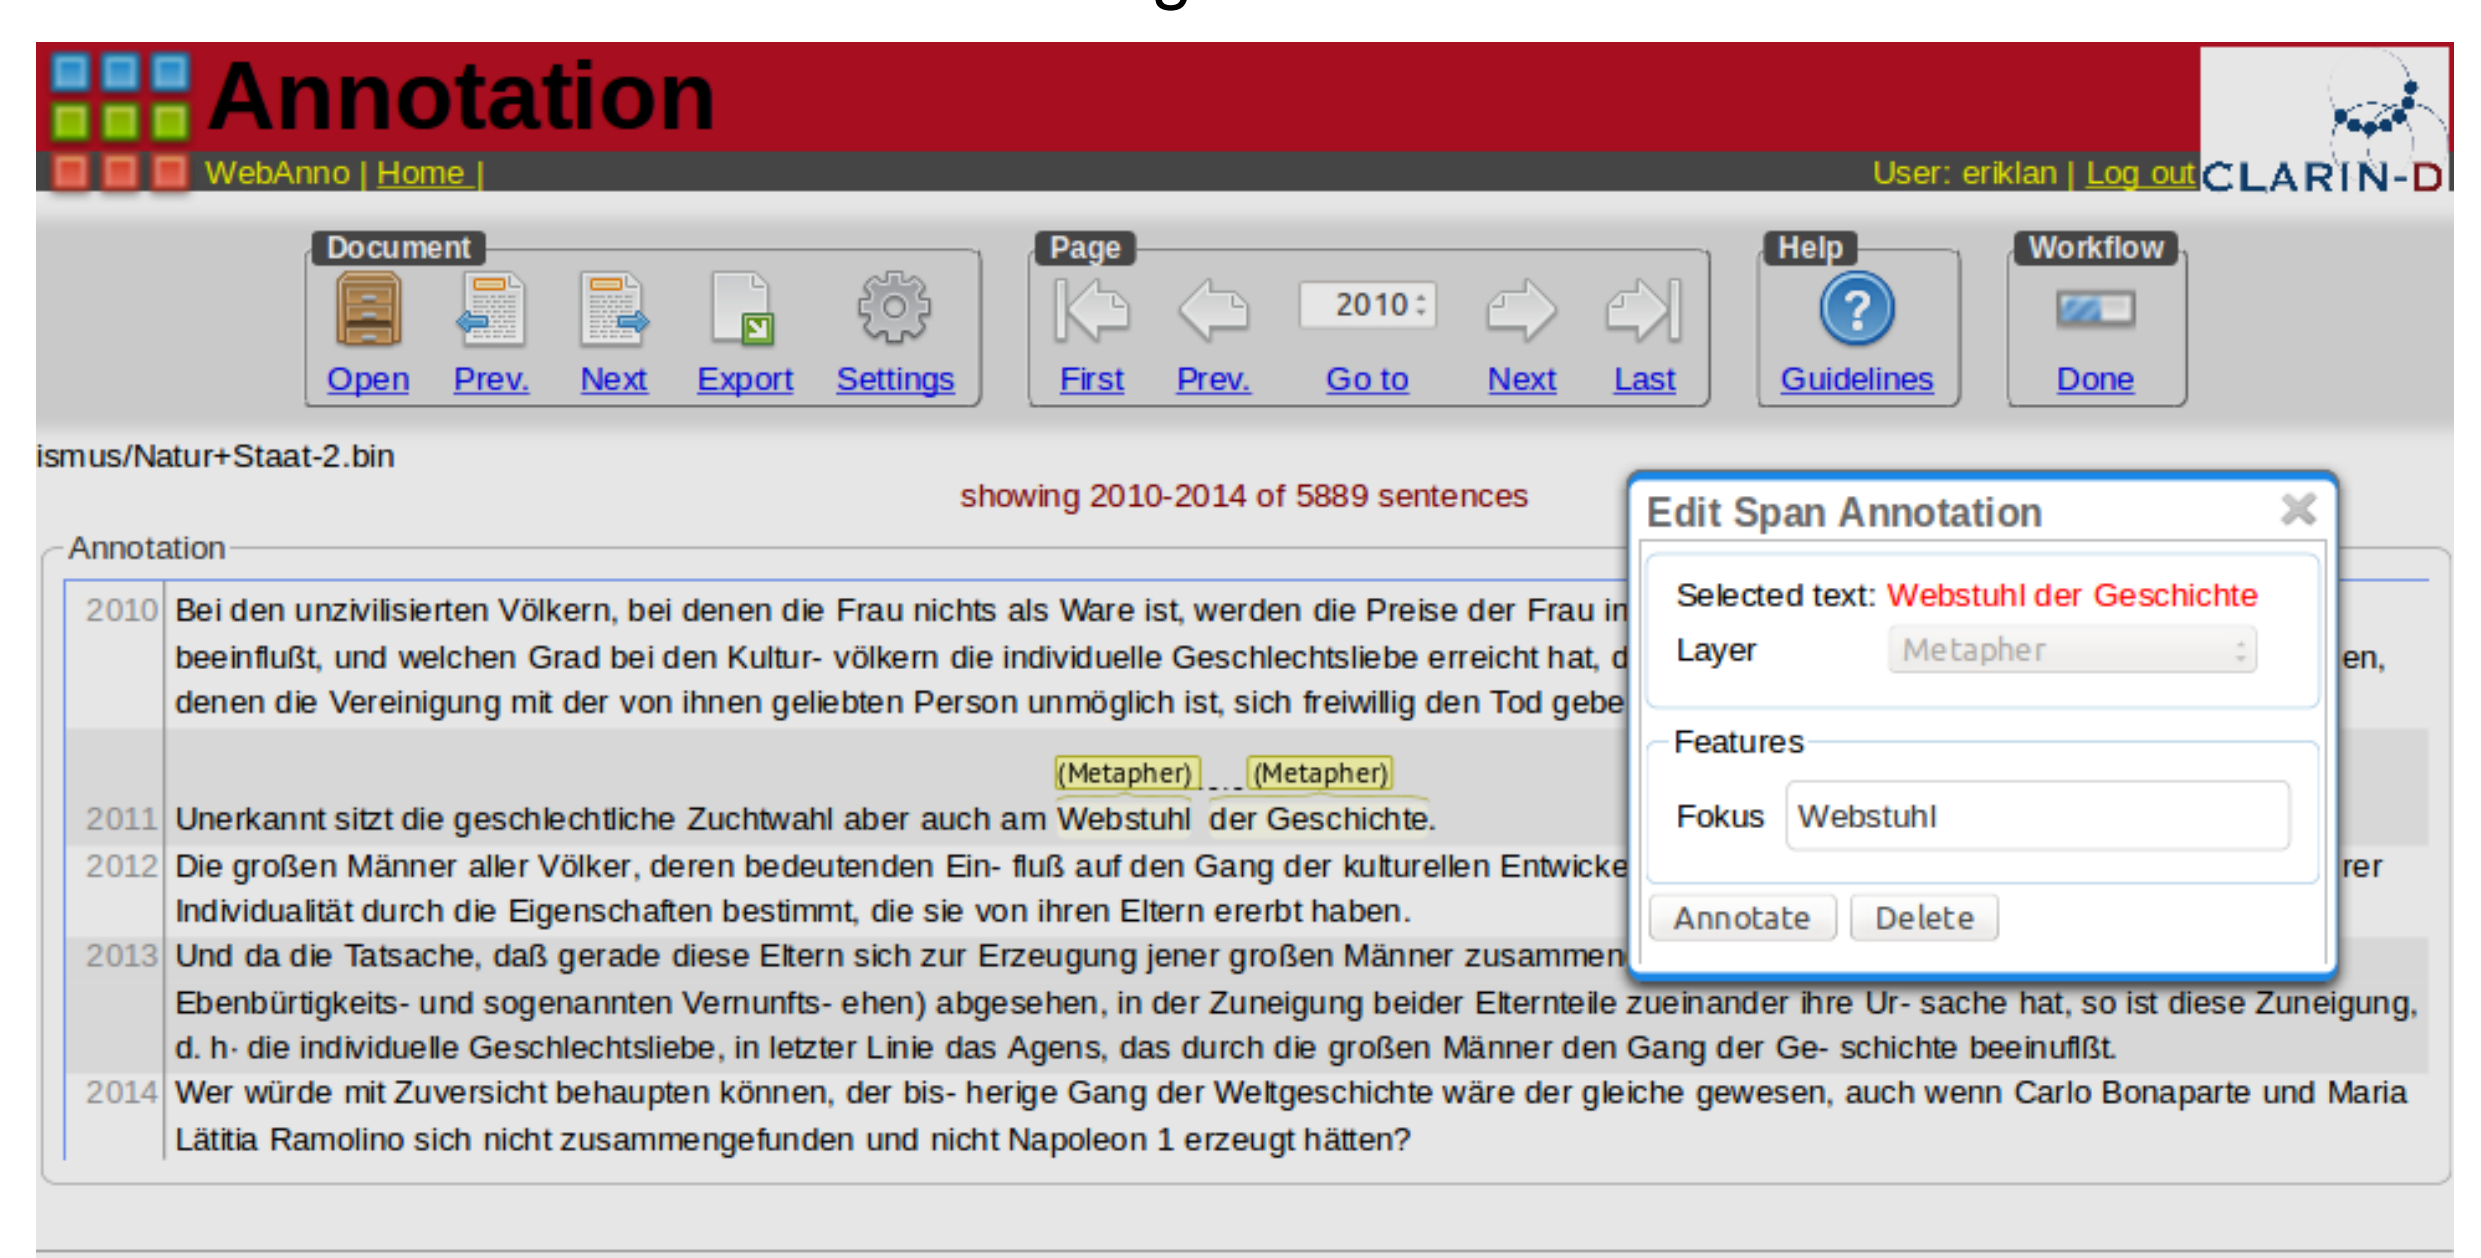 Annotation
WebAnno | Home |
User: eriklan | Log out
CLARIN-D
Document
Page
Help
Workflow
2010
Open Prev. Next Export Settings
First Prev. Go to Next Last
Guidelines
Done
ismus/Natur+Staat-2.bin
showing 2010-2014 of 5889 sentences
Annotation
2010 Bei den unzivilisierten Völkern, bei denen die Frau nichts als Ware ist, werden die Preise der Frau in
beeinflußt, und welchen Grad bei den Kultur- völkern die individuelle Geschlechtsliebe erreicht hat, d en,
denen die Vereinigung mit der von ihnen geliebten Person unmöglich ist, sich freiwillig den Tod gebe
(Metapher) (Metapher)
2011 Unerkannt sitzt die geschlechtliche Zuchtwahl aber auch am Webstuhl der Geschichte.
2012 Die großen Männer aller Völker, deren bedeutenden Ein- fluß auf den Gang der kulturellen Entwicke rer
Individualität durch die Eigenschaften bestimmt, die sie von ihren Eltern ererbt haben.
2013 Und da die Tatsache, daß gerade diese Eltern sich zur Erzeugung jener großen Männer zusammen
Ebenbürtigkeits- und sogenannten Vernunfts- ehen) abgesehen, in der Zuneigung beider Elternteile zueinander ihre Ur- sache hat, so ist diese Zuneigung,
d. h· die individuelle Geschlechtsliebe, in letzter Linie das Agens, das durch die großen Männer den Gang der Ge- schichte beeinuflßt.
2014 Wer würde mit Zuversicht behaupten können, der bis- herige Gang der Weltgeschichte wäre der gleiche gewesen, auch wenn Carlo Bonaparte und Maria
Lätitia Ramolino sich nicht zusammengefunden und nicht Napoleon 1 erzeugt hätten?
Edit Span Annotation
Selected text: Webstuhl der Geschichte
Layer Metapher
Features
Fokus Webstuhl
Annotate Delete